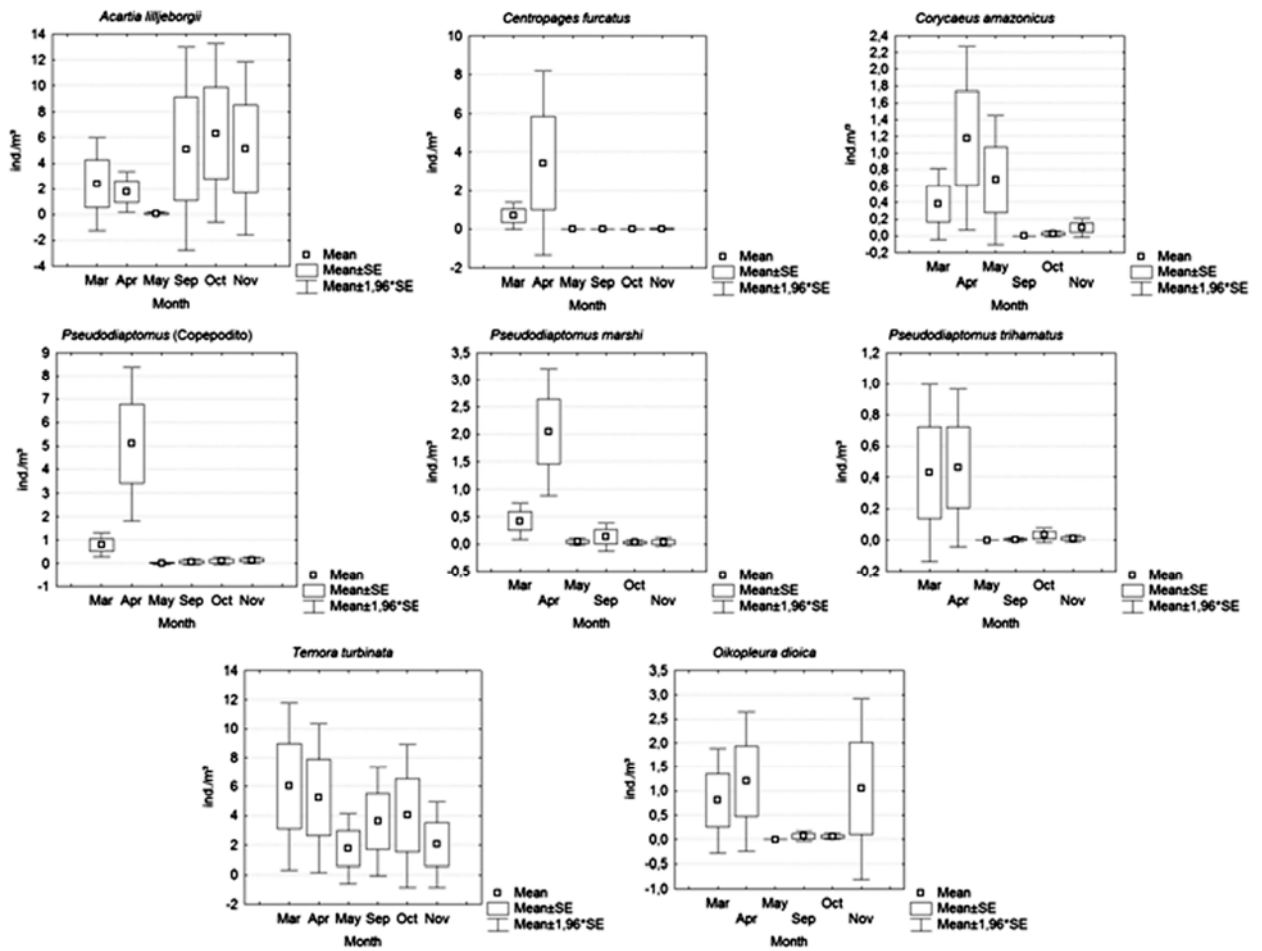 Acartia lilljeborgii
14
12
10
8
6
4
2
0
-2
-4
ind./m³
Mar Apr May Sep Oct Nov
Month
Mean
Mean±SE
Mean±1,96*SE
Centropages furcatus
10
8
6
4
2
0
-2
ind./m³
Mar Apr May Sep Oct Nov
Month
Mean
Mean±SE
Mean±1,96*SE
Corycaeus amazonicus
2,4
2,2
2,0
1,8
1,6
1,4
1,2
1,0
0,8
0,6
0,4
0,2
0,0
-0,2
ind.m/³
Mar May Oct
Apr Sep Nov
Month
Mean
Mean±SE
Mean±1,96*SE
Pseudodiaptomus (Copepodito)
9
8
7
6
5
4
3
2
1
0
-1
ind./m³
Mar Apr May Sep Oct Nov
Month
Mean
Mean±SE
Mean±1,96*SE
Pseudodiaptomus marshi
3,5
3,0
2,5
2,0
1,5
1,0
0,5
0,0
-0,5
ind./m³
Mar May Oct
Apr Sep Nov
Month
Mean
Mean±SE
Mean±1,96*SE
Pseudodiaptomus trihamatus
1,2
1,0
0,8
0,6
0,4
0,2
0,0
-0,2
ind./m³
Mar May Oct
Apr Sep Nov
Month
Mean
Mean±SE
Mean±1,96*SE
Temora turbinata
14
12
10
8
6
4
2
0
-2
ind./m³
Mar Apr May Sep Oct Nov
Month
Mean
Mean±SE
Mean±1,96*SE
Oikopleura dioica
3,5
3,0
2,5
2,0
1,5
1,0
0,5
0,0
-0,5
-1,0
ind./m³
Mar May Oct
Apr Sep Nov
Month
Mean
Mean±SE
Mean±1,96*SE